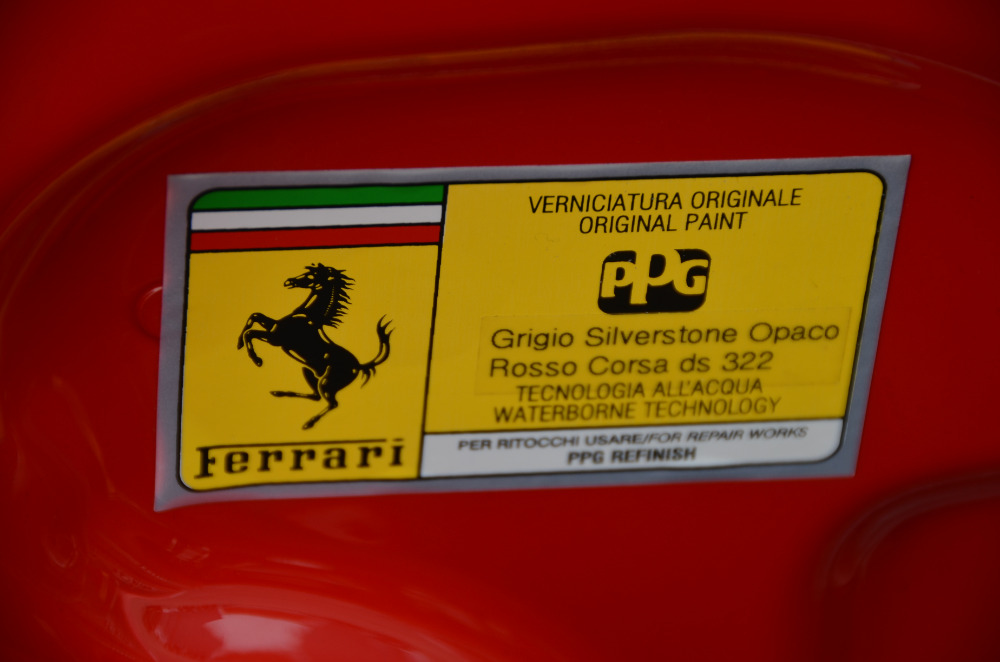 VERNICIATURA ORIGINALE
ORIGINAL PAINT
PPG
Grigio Silverstone Opaco
Rosso Corsa ds 322
TECNOLOGIA ALL'ACQUA
WATERBORNE TECHNOLOGY
PER RITOCCHI USARE/FOR REPAIR WORKS
PPG REFINISH
Ferrari